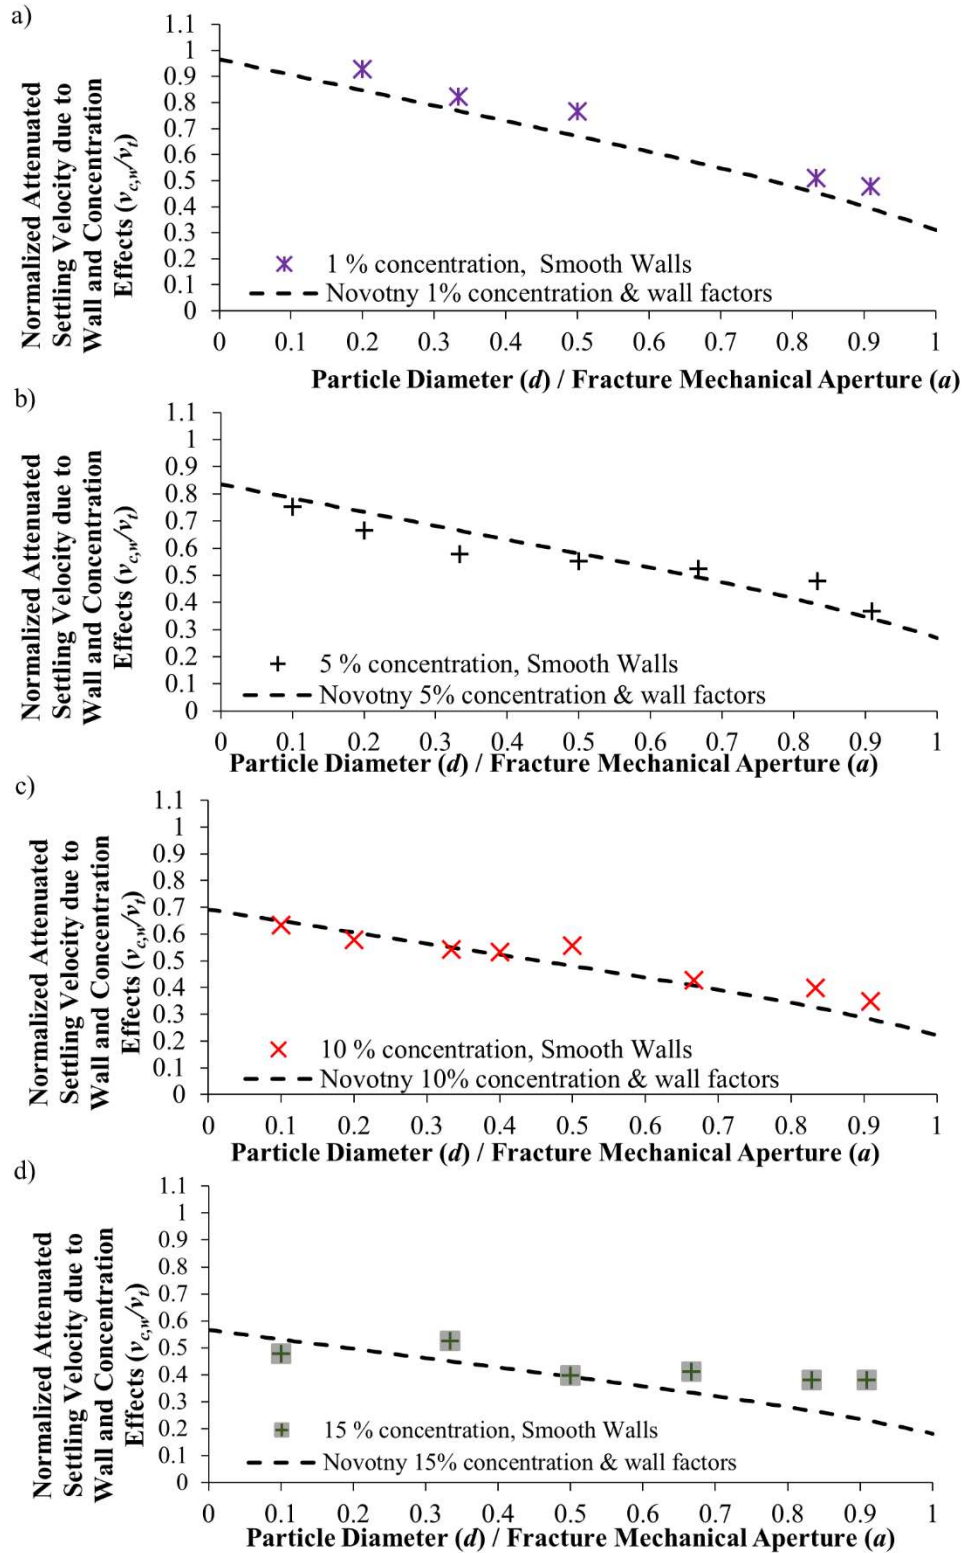 a)
Normalized Attenuated
Settling Velocity due to
Wall and Concentration
Effects (v_{c,w}/v_t)
1.1
1
0.9
0.8
0.7
0.6
0.5
0.4
0.3
0.2
0.1
0
1 % concentration, Smooth Walls
Novotny 1% concentration & wall factors
0 0.1 0.2 0.3 0.4 0.5 0.6 0.7 0.8 0.9 1
Particle Diameter (d) / Fracture Mechanical Aperture (a)
b)
Normalized Attenuated
Settling Velocity due to
Wall and Concentration
Effects (v_{c,w}/v_t)
1.1
1
0.9
0.8
0.7
0.6
0.5
0.4
0.3
0.2
0.1
0
5 % concentration, Smooth Walls
Novotny 5% concentration & wall factors
0 0.1 0.2 0.3 0.4 0.5 0.6 0.7 0.8 0.9 1
Particle Diameter (d) / Fracture Mechanical Aperture (a)
c)
Normalized Attenuated
Settling Velocity due to
Wall and Concentration
Effects (v_{c,w}/v_t)
1.1
1
0.9
0.8
0.7
0.6
0.5
0.4
0.3
0.2
0.1
0
10 % concentration, Smooth Walls
Novotny 10% concentration & wall factors
0 0.1 0.2 0.3 0.4 0.5 0.6 0.7 0.8 0.9 1
Particle Diameter (d) / Fracture Mechanical Aperture (a)
d)
Normalized Attenuated
Settling Velocity due to
Wall and Concentration
Effects (v_{c,w}/v_t)
1.1
1
0.9
0.8
0.7
0.6
0.5
0.4
0.3
0.2
0.1
0
15 % concentration, Smooth Walls
Novotny 15% concentration & wall factors
0 0.1 0.2 0.3 0.4 0.5 0.6 0.7 0.8 0.9 1
Particle Diameter (d) / Fracture Mechanical Aperture (a)